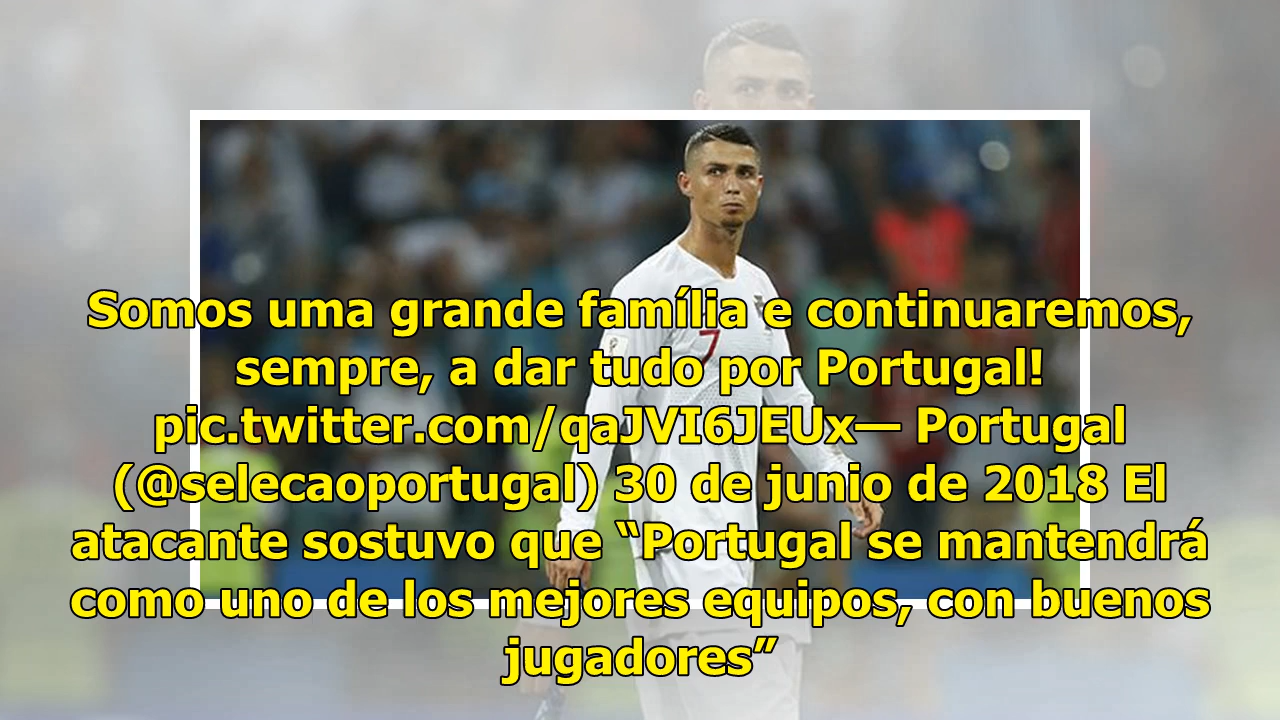 Somos uma grande família e continuaremos,
sempre, a dar tudo por Portugal!
pic.twitter.com/qaJVI6JEUx— Portugal
(@selecaoportugal) 30 de junio de 2018 El
atacante sostuvo que “Portugal se mantendrá
como uno de los mejores equipos, con buenos
jugadores”
7